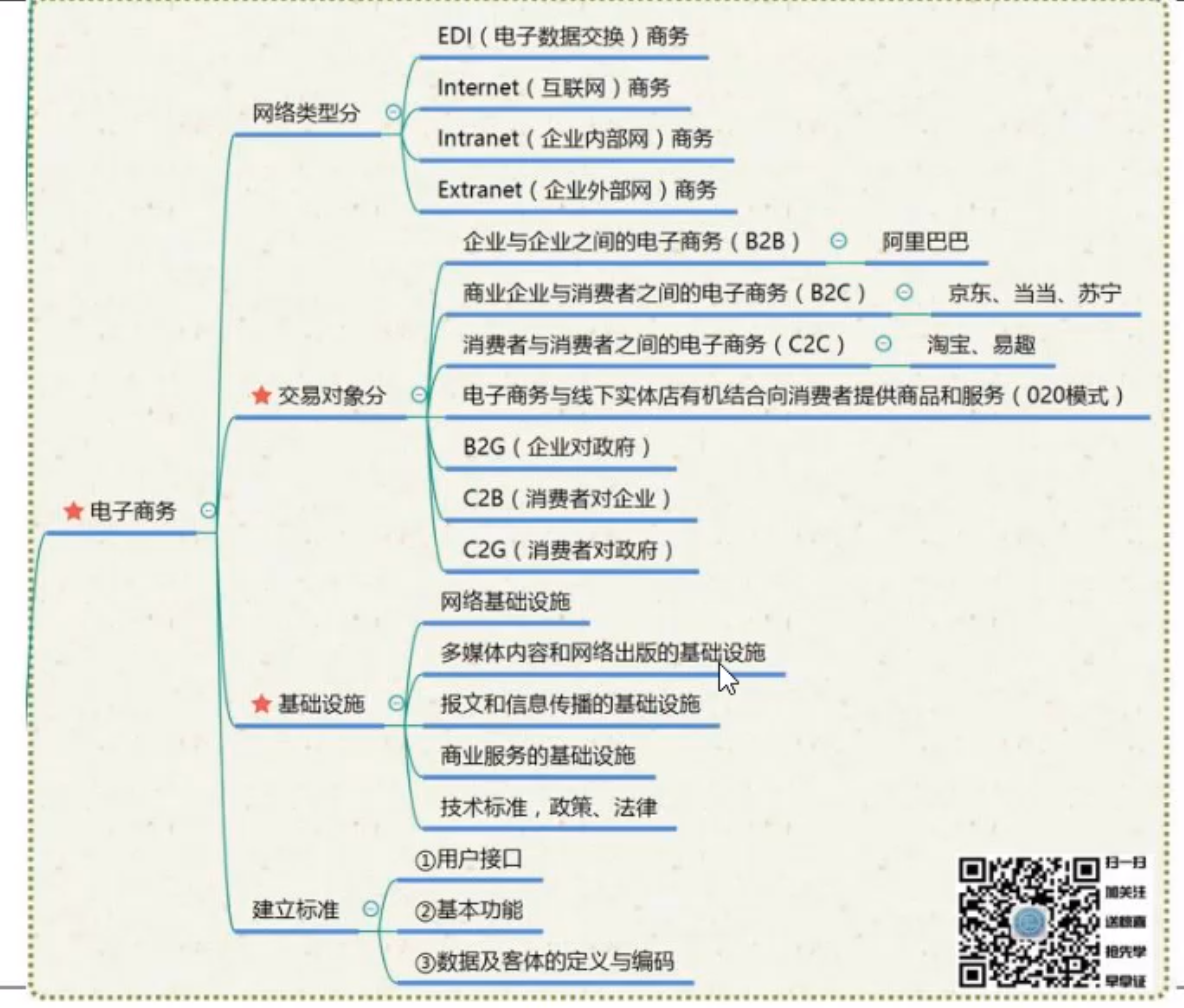 EDI（电子数据交换）商务
Internet（互联网）商务
网络类型分
Intranet（企业内部网）商务
Extranet（企业外部网）商务
企业与企业之间的电子商务（B2B） 阿里巴巴
商业企业与消费者之间的电子商务（B2C） 京东、当当、苏宁
消费者与消费者之间的电子商务（C2C） 淘宝、易趣
交易对象分
电子商务与线下实体店有机结合向消费者提供商品和服务（020模式）
B2G（企业对政府）
C2B（消费者对企业）
电子商务
C2G（消费者对政府）
网络基础设施
多媒体内容和网络出版的基础设施
基础设施
报文和信息传播的基础设施
商业服务的基础设施
技术标准，政策、法律
①用户接口
建立标准
②基本功能
③数据及客体的定义与编码
扫一扫
加关注
送惊喜
抢先学
早拿证